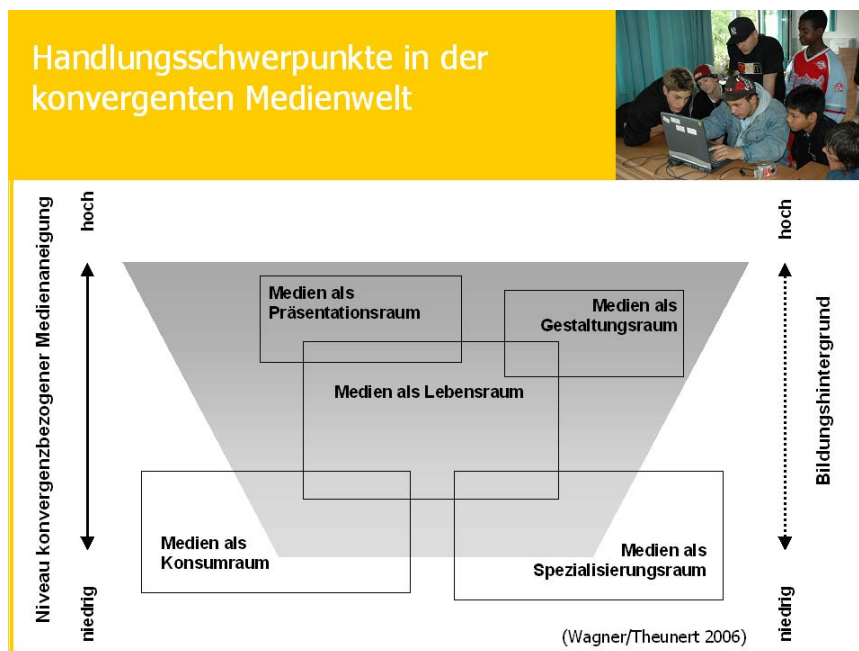 Handlungsschwerpunkte in der
konvergenten Medienwelt
Niveau konvergenzbezogener Medienaneigung
hoch
niedrig
Medien als
Präsentationsraum
Medien als
Gestaltungsraum
Medien als Lebensraum
Medien als
Konsumraum
Medien als
Spezialisierungsraum
hoch
niedrig
Bildungshintergrund
(Wagner/Theunert 2006)